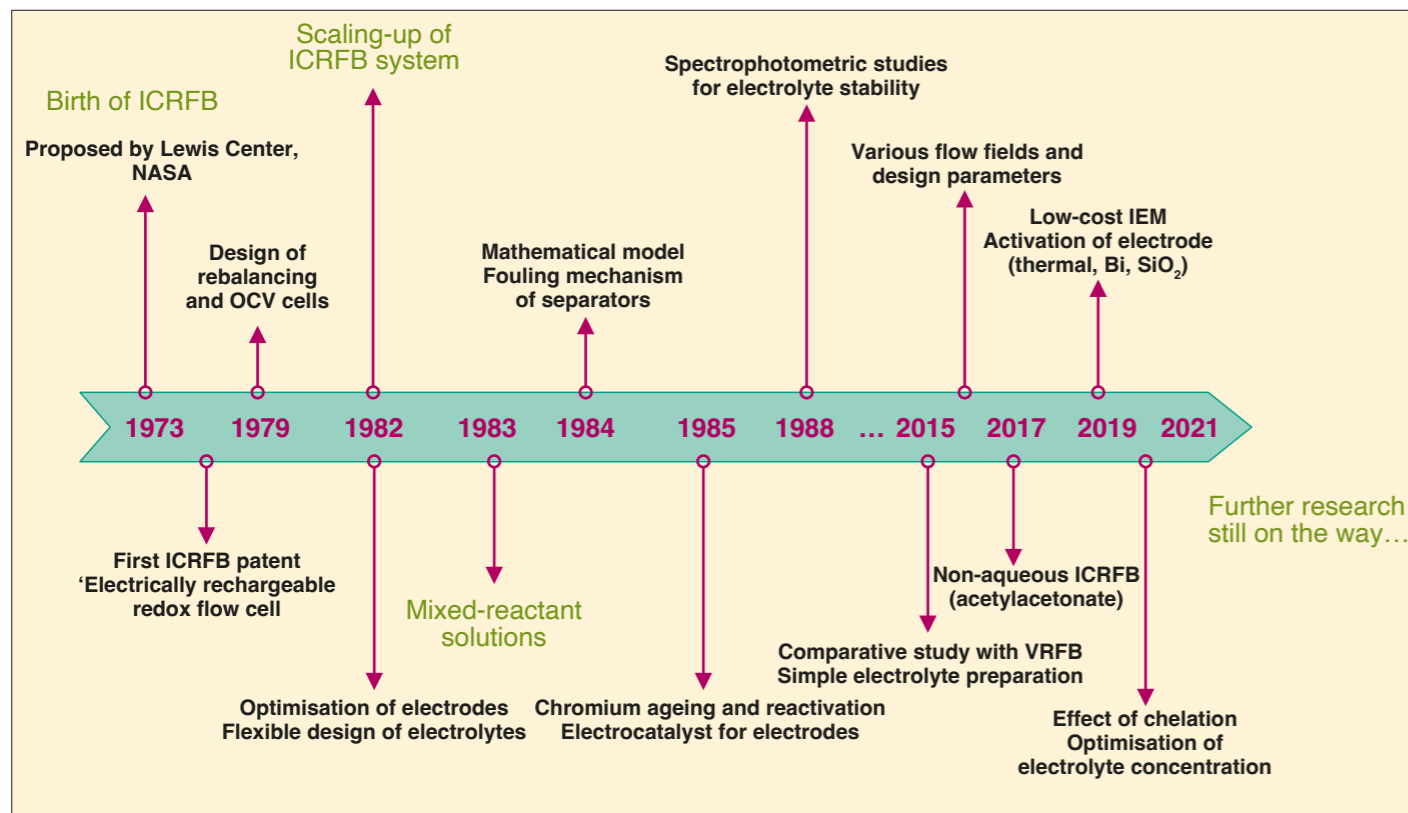 Scaling-up of
ICRFB system
Birth of ICRFB
Proposed by Lewis Center,
NASA
Design of
rebalancing
and OCV cells
Mathematical model
Fouling mechanism
of separators
Spectrophotometric studies
for electrolyte stability
Various flow fields and
design parameters
Low-cost IEM
Activation of electrode
(thermal, Bi, SiO₂)
1973 1979 1982 1983 1984 1985 1988 … 2015 2017 2019 2021
First ICRFB patent
‘Electrically rechargeable
redox flow cell
Optimisation of electrodes
Flexible design of electrolytes
Mixed-reactant
solutions
Chromium ageing and reactivation
Electrocatalyst for electrodes
Comparative study with VRFB
Simple electrolyte preparation
Non-aqueous ICRFB
(acetylacetonate)
Effect of chelation
Optimisation of
electrolyte concentration
Further research
still on the way…